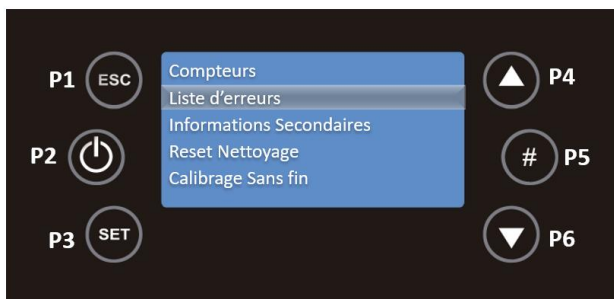 P1 ESC
P2
P3 SET
Compteurs
Liste d'erreurs
Informations Secondaires
Reset Nettoyage
Calibrage Sans fin
P4
# P5
P6